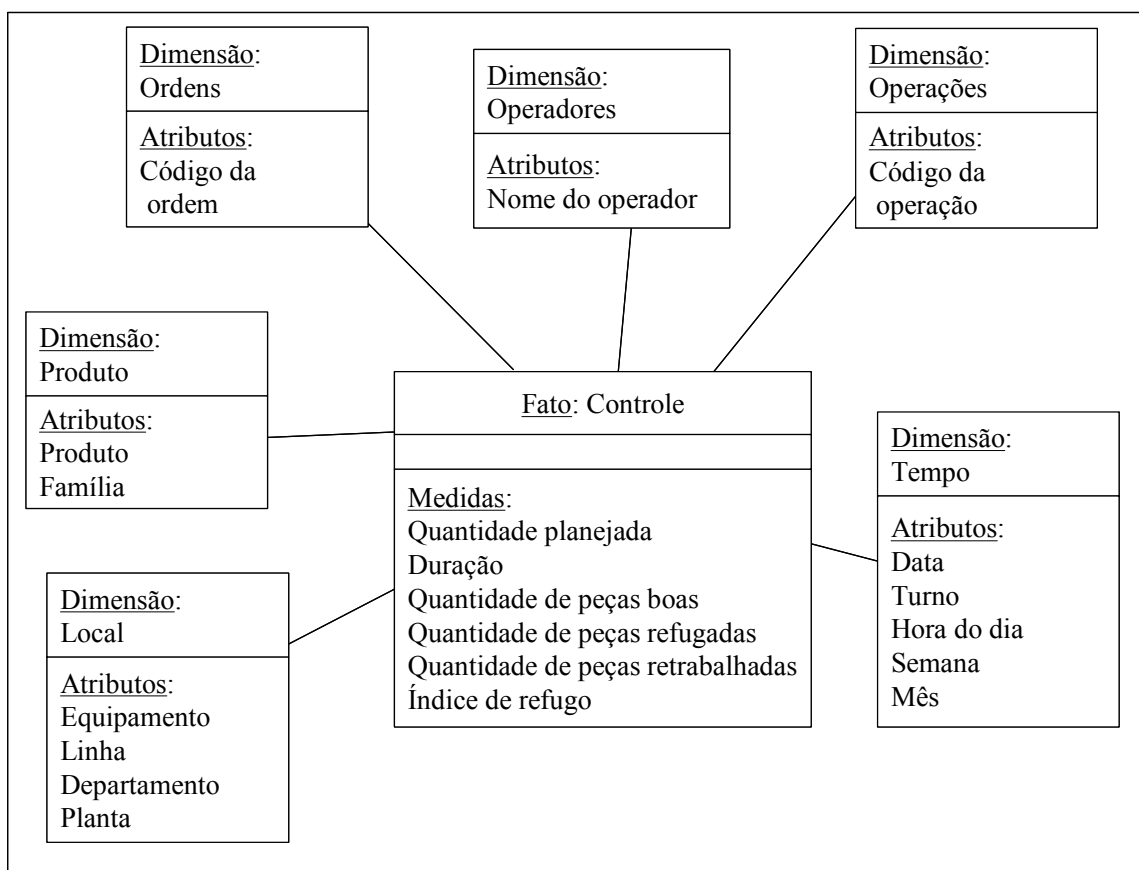 Dimensão:
Ordens
Atributos:
Código da
ordem
Dimensão:
Operadores
Atributos:
Nome do operador
Dimensão:
Operações
Atributos:
Código da
operação
Dimensão:
Produto
Atributos:
Produto
Família
Fato: Controle
Medidas:
Quantidade planejada
Duração
Quantidade de peças boas
Quantidade de peças refugadas
Quantidade de peças retrabalhadas
Índice de refugo
Dimensão:
Tempo
Atributos:
Data
Turno
Hora do dia
Semana
Mês
Dimensão:
Local
Atributos:
Equipamento
Linha
Departamento
Planta